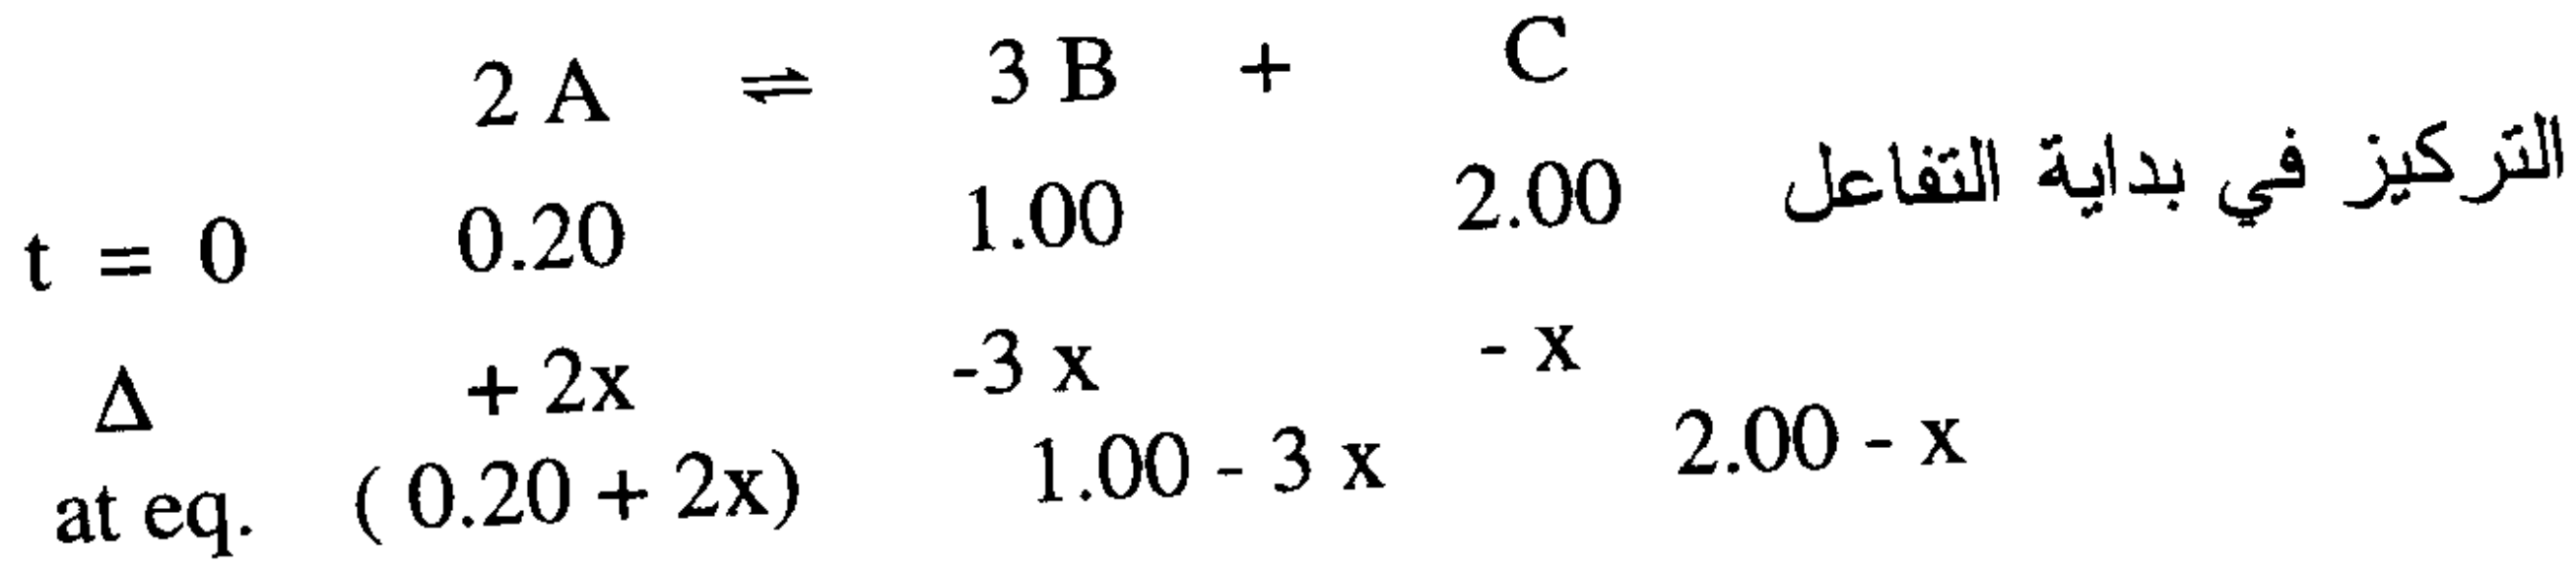 2 A ⇌ 3 B + C
t = 0 0.20 1.00 2.00 التركيز في بداية التفاعل
Δ + 2x -3 x - x
at eq. ( 0.20 + 2x) 1.00 - 3 x 2.00 - x